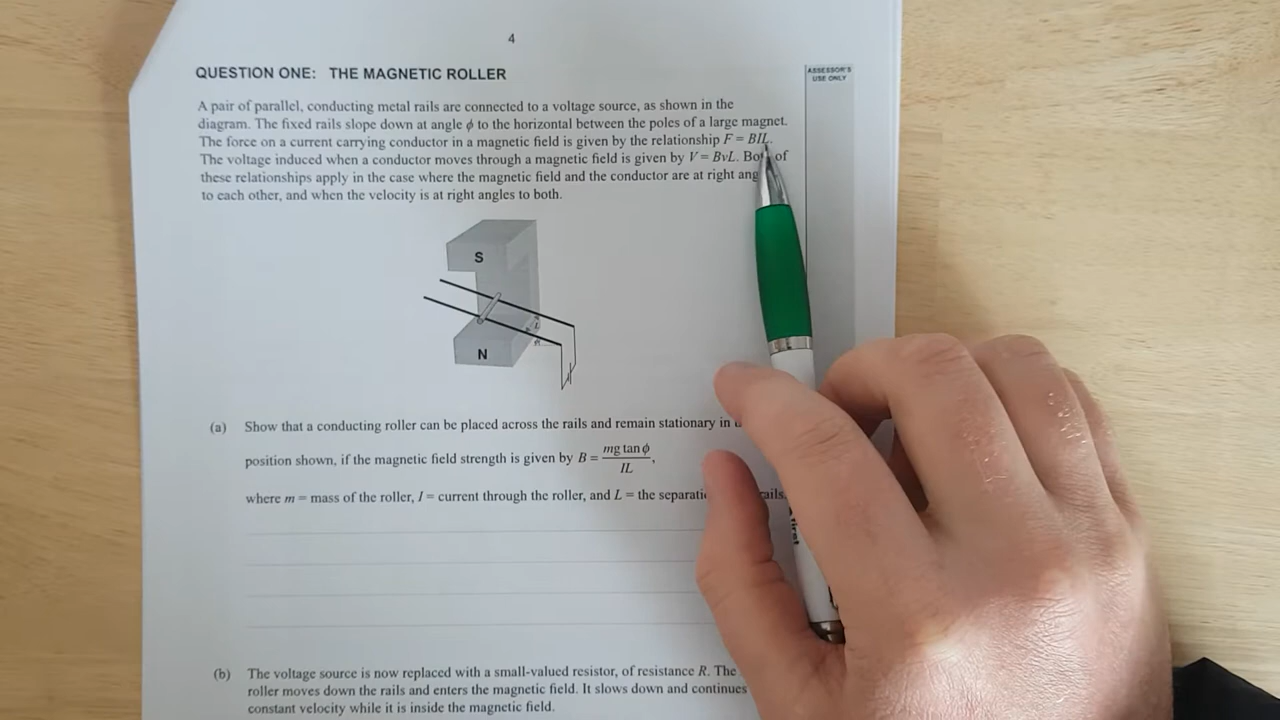 4
QUESTION ONE: THE MAGNETIC ROLLER
ASSESSOR'S
USE ONLY
A pair of parallel, conducting metal rails are connected to a voltage source, as shown in the
diagram. The fixed rails slope down at angle ϕ to the horizontal between the poles of a large magnet.
The force on a current carrying conductor in a magnetic field is given by the relationship F = BIL.
The voltage induced when a conductor moves through a magnetic field is given by V = BvL. Both of
these relationships apply in the case where the magnetic field and the conductor are at right ang
to each other, and when the velocity is at right angles to both.
S
L
N
(a) Show that a conducting roller can be placed across the rails and remain stationary in
position shown, if the magnetic field strength is given by B = mg tan ϕ / IL,
where m = mass of the roller, I = current through the roller, and L = the separati rails.
first
(b) The voltage source is now replaced with a small-valued resistor, of resistance R. The
roller moves down the rails and enters the magnetic field. It slows down and continues
constant velocity while it is inside the magnetic field.